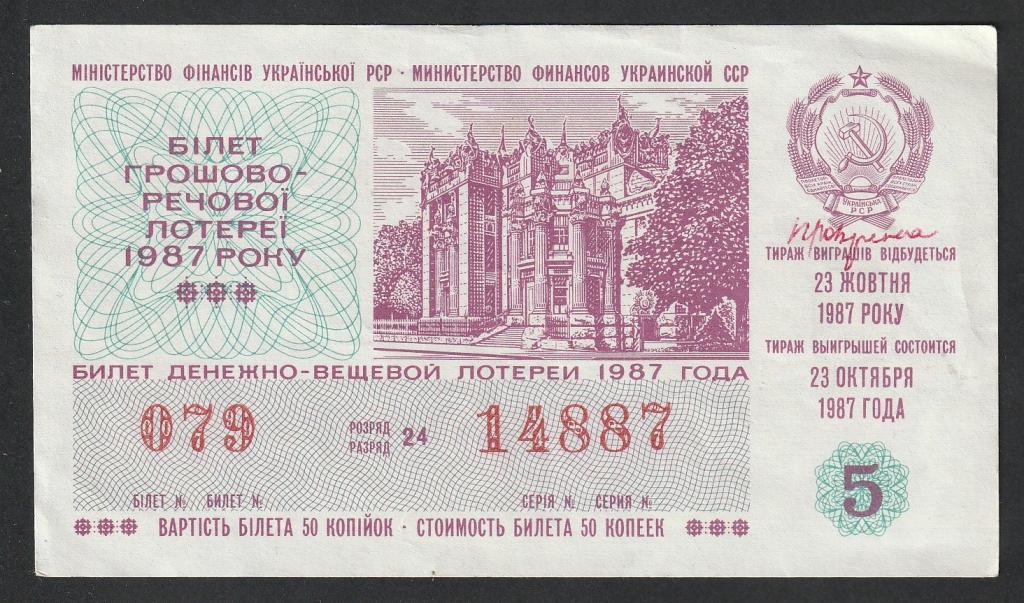 МІНІСТЕРСТВО ФІНАНСІВ УКРАЇНСЬКОЇ РСР · МИНИСТЕРСТВО ФИНАНСОВ УКРАИНСКОЙ ССР
БІЛЕТ
ГРОШОВО-
РЕЧОВОЇ
ЛОТЕРЕЇ
1987 РОКУ
УКРАЇНСЬКА
РСР
ТИРАЖ ВИГРАШІВ ВІДБУДЕТЬСЯ
23 ЖОВТНЯ
1987 РОКУ
ТИРАЖ ВЫИГРЫШЕЙ СОСТОИТСЯ
23 ОКТЯБРЯ
1987 ГОДА
БИЛЕТ ДЕНЕЖНО-ВЕЩЕВОЙ ЛОТЕРЕИ 1987 ГОДА
079
РОЗРЯД
РАЗРЯД 24
14887
БІЛЕТ № БИЛЕТ №
СЕРІЯ № СЕРИЯ №
5
ВАРТІСТЬ БІЛЕТА 50 КОПІЙОК · СТОИМОСТЬ БИЛЕТА 50 КОПЕЕК